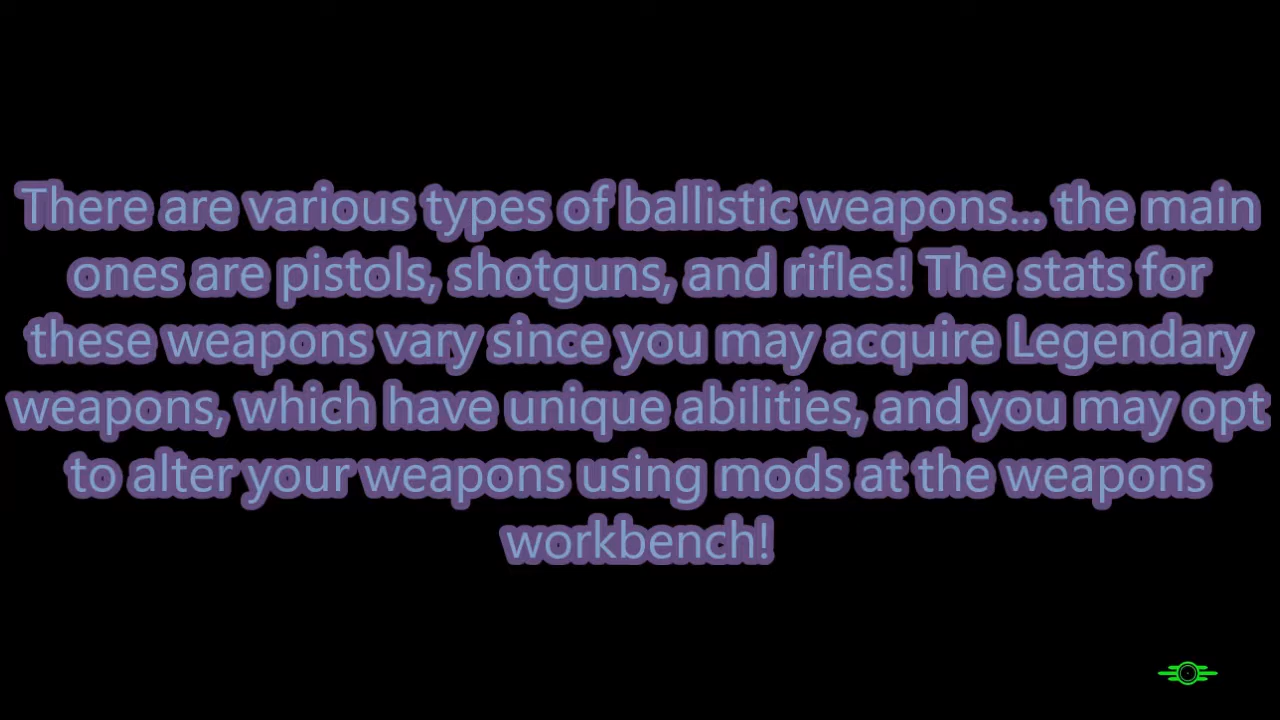 There are various types of ballistic weapons... the main
ones are pistols, shotguns, and rifles! The stats for
these weapons vary since you may acquire Legendary
weapons, which have unique abilities, and you may opt
to alter your weapons using mods at the weapons
workbench!